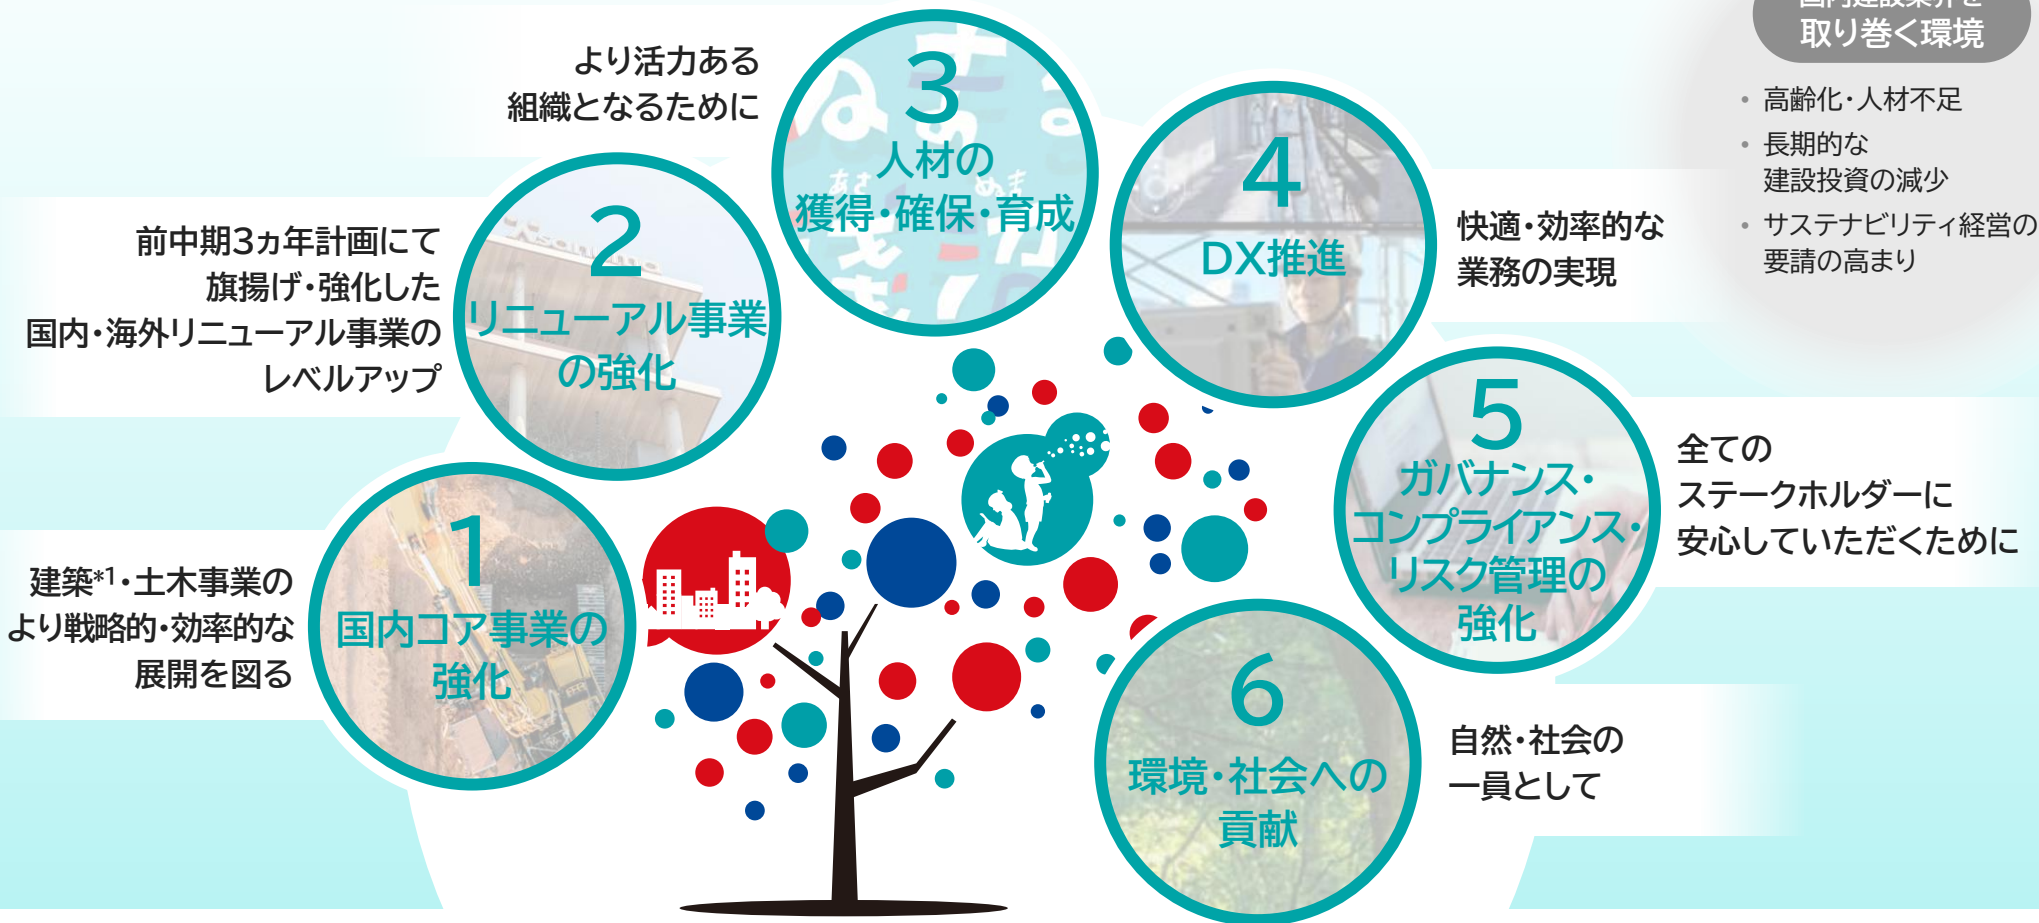 より活力ある
組織となるために
3
人材の
獲得・確保・育成
前中期3ヵ年計画にて
旗揚げ・強化した
国内・海外リニューアル事業の
レベルアップ
2
リニューアル事業
の強化
建築*1・土木事業の
より戦略的・効率的な
展開を図る
1
国内コア事業の
強化
4
DX推進
快適・効率的な
業務の実現
5
ガバナンス・
コンプライアンス・
リスク管理の
強化
全ての
ステークホルダーに
安心していただくために
6
環境・社会への
貢献
自然・社会の
一員として
国内建設業界を
取り巻く環境
• 高齢化・人材不足
• 長期的な
建設投資の減少
• サステナビリティ経営の
要請の高まり